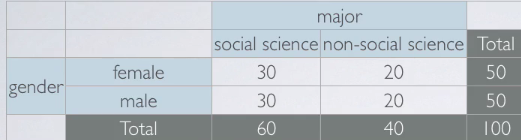 major
social science non-social science Total
gender
female 30 20 50
male 30 20 50
Total 60 40 100